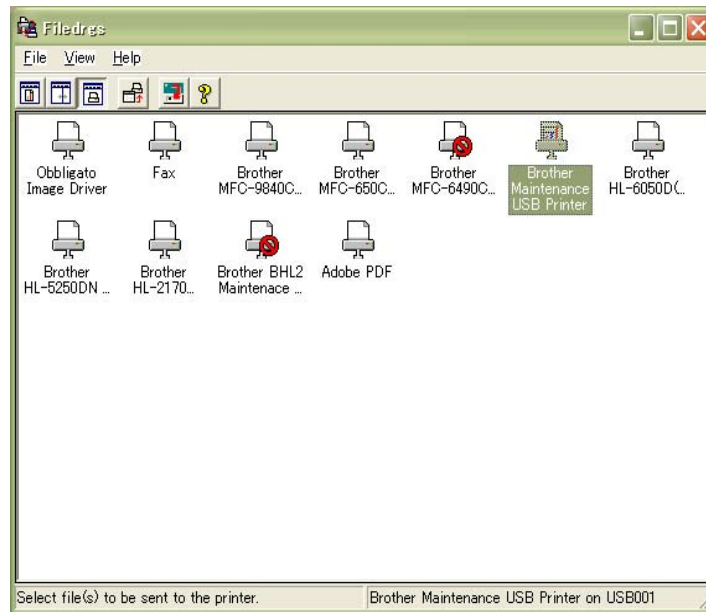 Filedrgs
File View Help
Obbligato
Image Driver
Fax
Brother
MFC-9840C...
Brother
MFC-650C...
Brother
MFC-6490C...
Brother
Maintenance
USB Printer
Brother
HL-6050D(...
Brother
HL-5250DN ...
Brother
HL-2170...
Brother BHL2
Maintenace ...
Adobe PDF
Select file(s) to be sent to the printer.
Brother Maintenance USB Printer on USB001